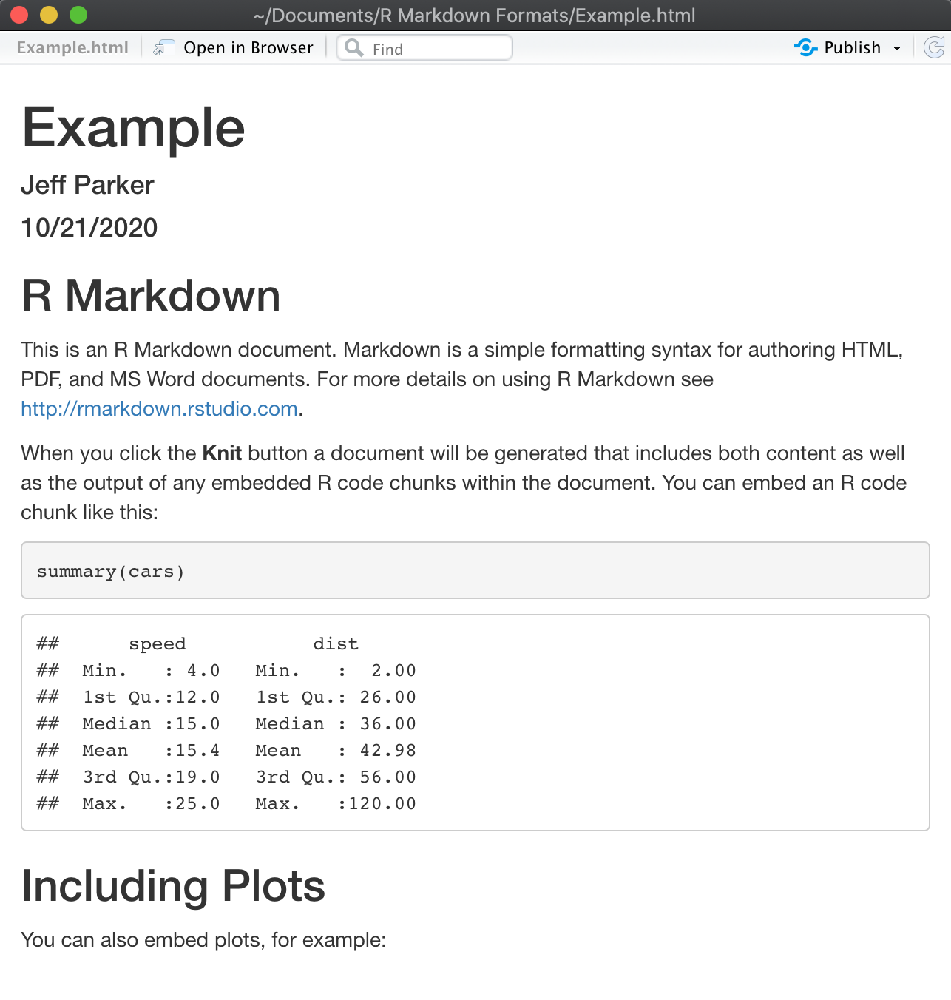 ~/Documents/R Markdown Formats/Example.html
Example.html Open in Browser Find Publish
Example
Jeff Parker
10/21/2020
R Markdown
This is an R Markdown document. Markdown is a simple formatting syntax for authoring HTML,
PDF, and MS Word documents. For more details on using R Markdown see
http://rmarkdown.rstudio.com.
When you click the Knit button a document will be generated that includes both content as well
as the output of any embedded R code chunks within the document. You can embed an R code
chunk like this:
summary(cars)
##      speed           dist
##  Min.   : 4.0   Min.   :  2.00
##  1st Qu.:12.0   1st Qu.: 26.00
##  Median :15.0   Median : 36.00
##  Mean   :15.4   Mean   : 42.98
##  3rd Qu.:19.0   3rd Qu.: 56.00
##  Max.   :25.0   Max.   :120.00
Including Plots
You can also embed plots, for example: